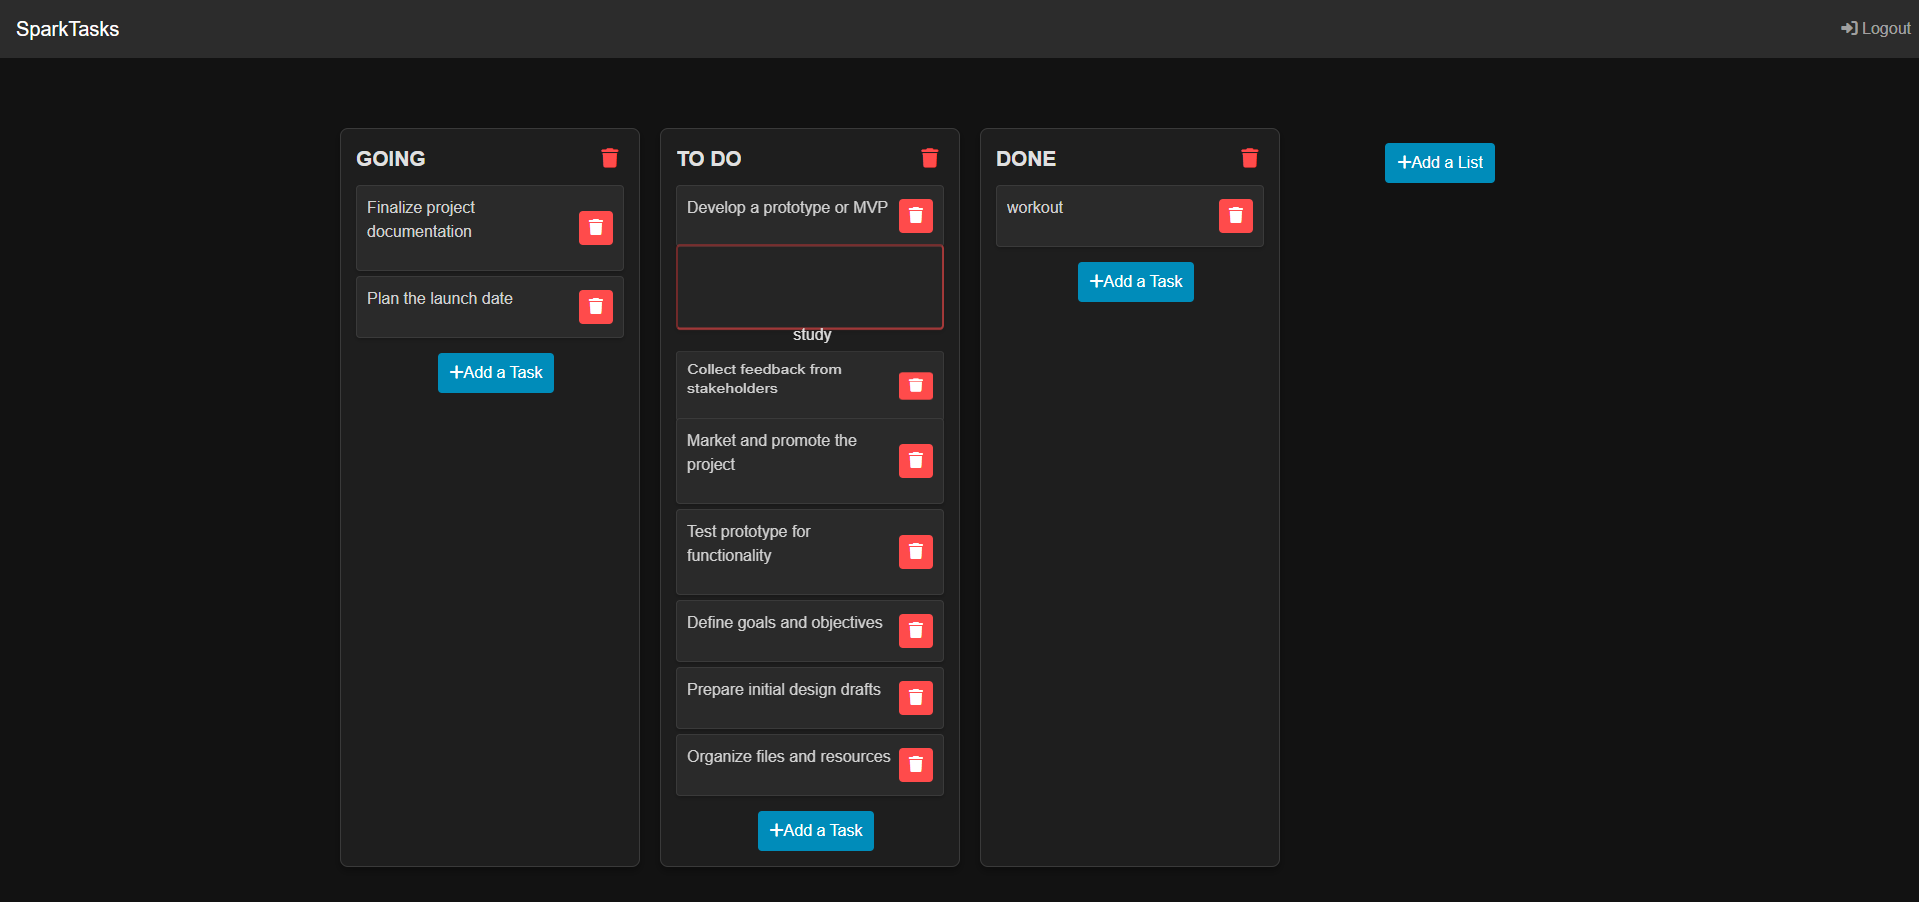 SparkTasks
Logout
GOING
Finalize project
documentation
Plan the launch date
Add a Task
TO DO
Develop a prototype or MVP
study
Collect feedback from
stakeholders
Market and promote the
project
Test prototype for
functionality
Define goals and objectives
Prepare initial design drafts
Organize files and resources
Add a Task
DONE
workout
Add a Task
Add a List